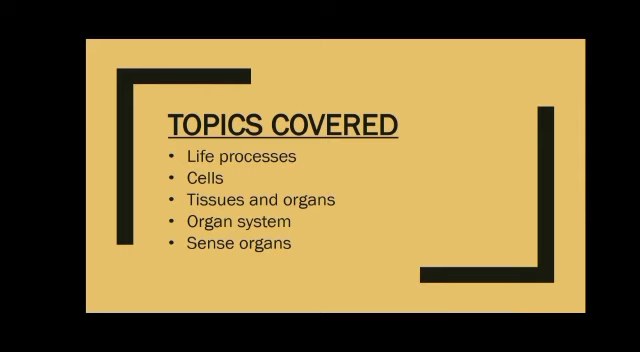 TOPICS COVERED
• Life processes
• Cells
• Tissues and organs
• Organ system
• Sense organs